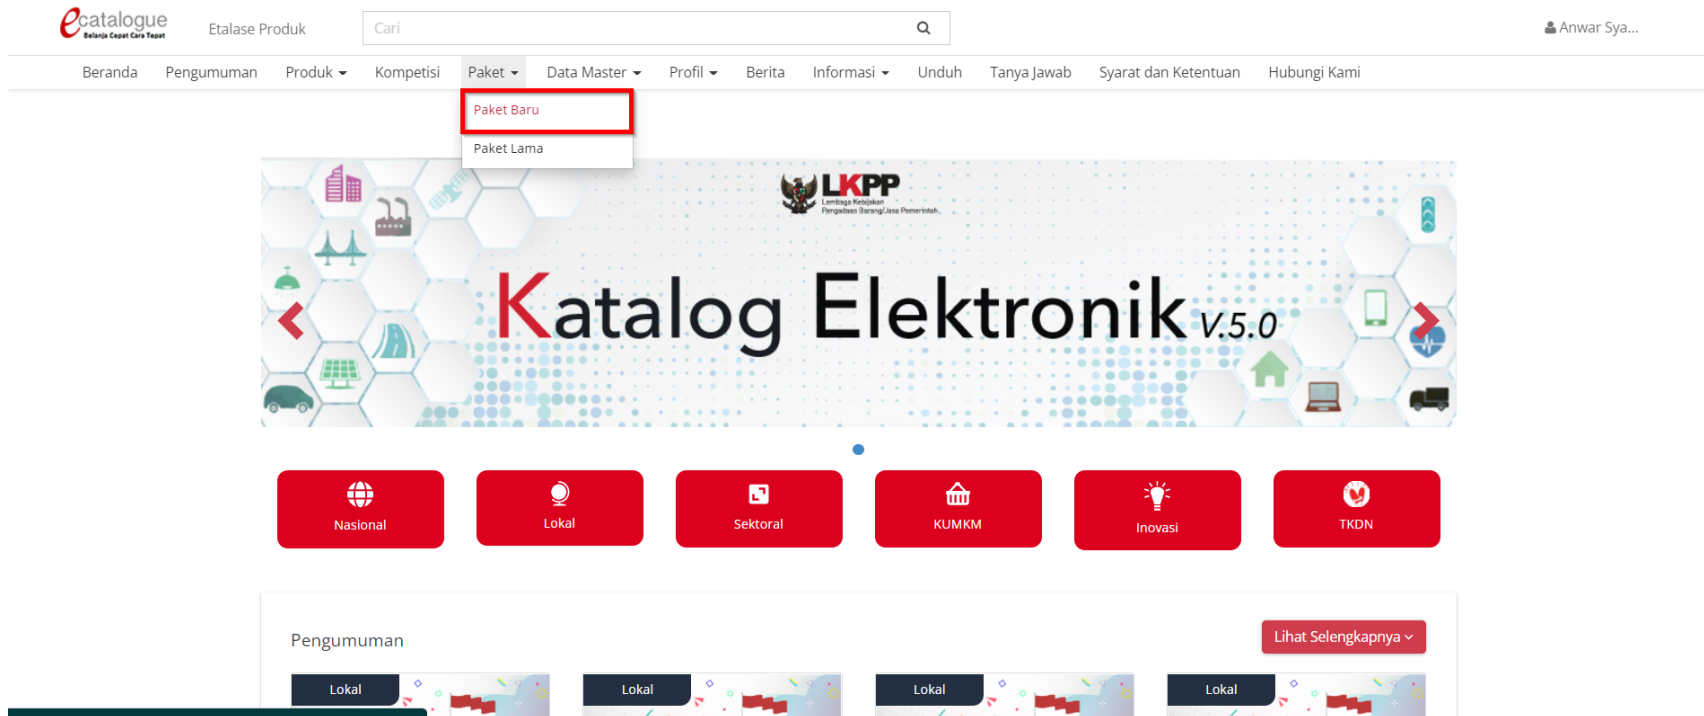 ecatalogue
Belanja Cepat Cara Tepat
Etalase Produk
Cari
Anwar Sya...
Beranda
Pengumuman
Produk
Kompetisi
Paket
Data Master
Profil
Berita
Informasi
Unduh
Tanya Jawab
Syarat dan Ketentuan
Hubungi Kami
Paket Baru
Paket Lama
LKPP
Lembaga Kebijakan
Pengadaan Barang/Jasa Pemerintah.
Katalog Elektronik v.5.0
Nasional
Lokal
Sektoral
KUMKM
Inovasi
TKDN
Pengumuman
Lihat Selengkapnya
Lokal
Lokal
Lokal
Lokal